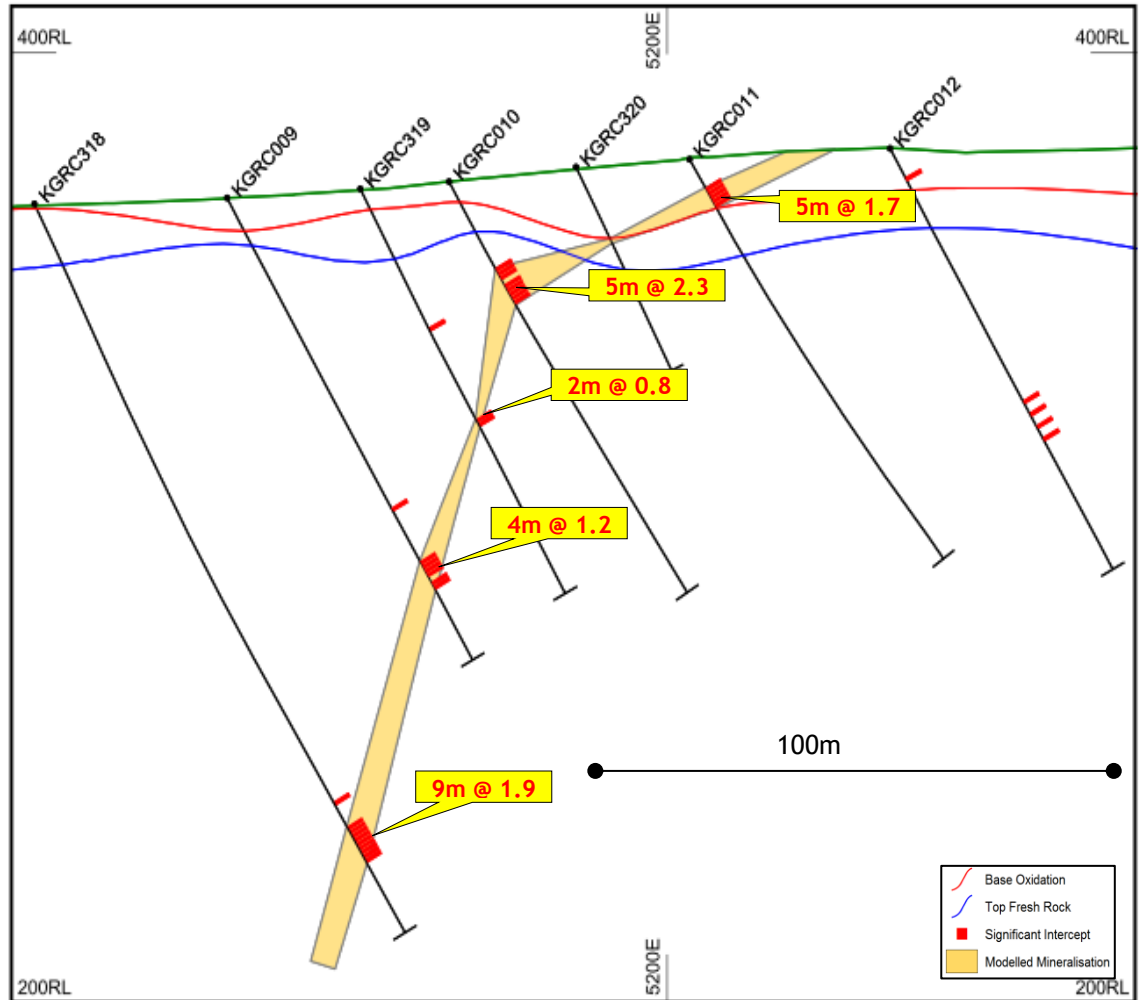 400RL
5200E
400RL
KGRC318
KGRC009
KGRC319
KGRC010
KGRC320
KGRC011
KGRC012
5m @ 1.7
5m @ 2.3
2m @ 0.8
4m @ 1.2
100m
9m @ 1.9
Base Oxidation
Top Fresh Rock
Significant Intercept
Modelled Mineralisation
200RL
5200E
200RL